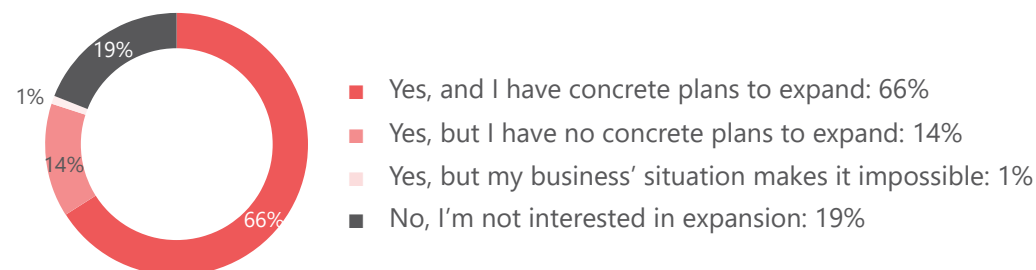 19%
1%
14%
66%
Yes, and I have concrete plans to expand: 66%
Yes, but I have no concrete plans to expand: 14%
Yes, but my business’ situation makes it impossible: 1%
No, I’m not interested in expansion: 19%